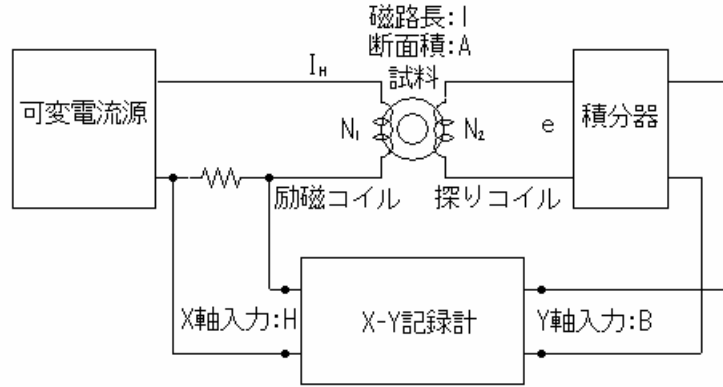 磁路長:l
断面積:A
試料
I_H
可変電流源
N₁
N₂
e
積分器
励磁コイル
探りコイル
X軸入力:H
X-Y記録計
Y軸入力:B